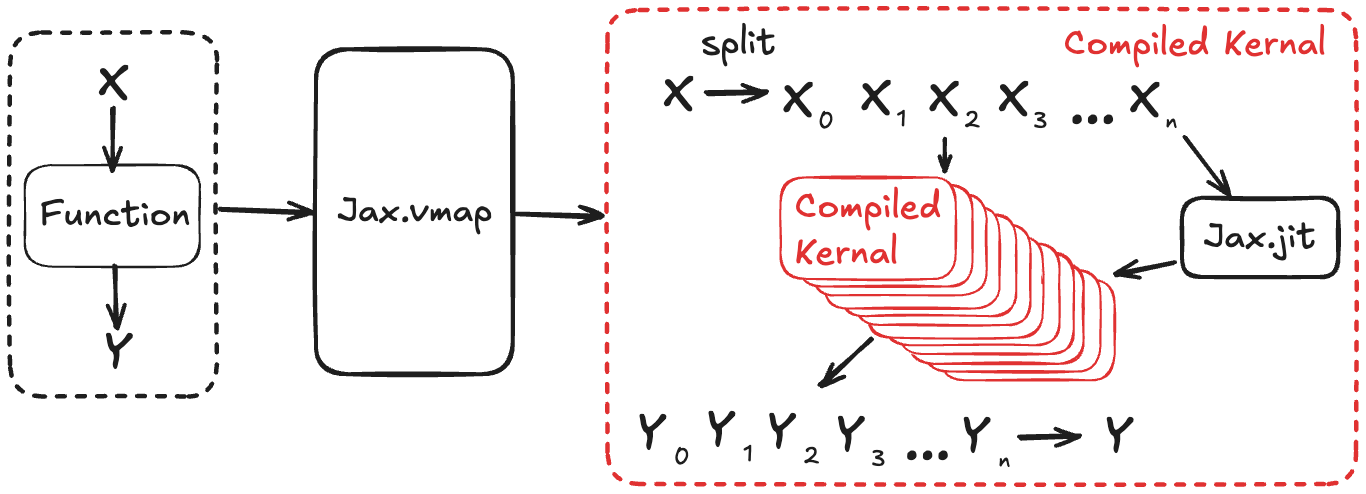 X
Function
Y
Jax.vmap
split
Compiled Kernal
X X₀ X₁ X₂ X₃ ... Xₙ
Compiled
Kernal
Jax.jit
Y₀ Y₁ Y₂ Y₃ ... Yₙ Y